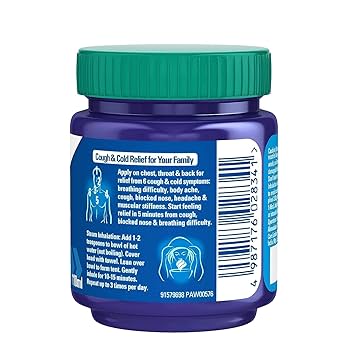 Cough & Cold Relief for Your Family
Apply on chest, throat & back for
relief from 6 cough & cold symptoms:
breathing difficulty, body ache,
cough, blocked nose, headache &
muscular stiffness. Start feeling
relief in 5 minutes from cough,
blocked nose & breathing difficulty.
5
Steam Inhalation: Add 1-2
teaspoons to bowl of hot
water (not boiling). Cover
head with towel. Lean over
bowl to form tent. Gently
inhale for 10-15 minutes.
Repeat up to 3 times per day.
91579698 PAW00576
4 987176 028341 >